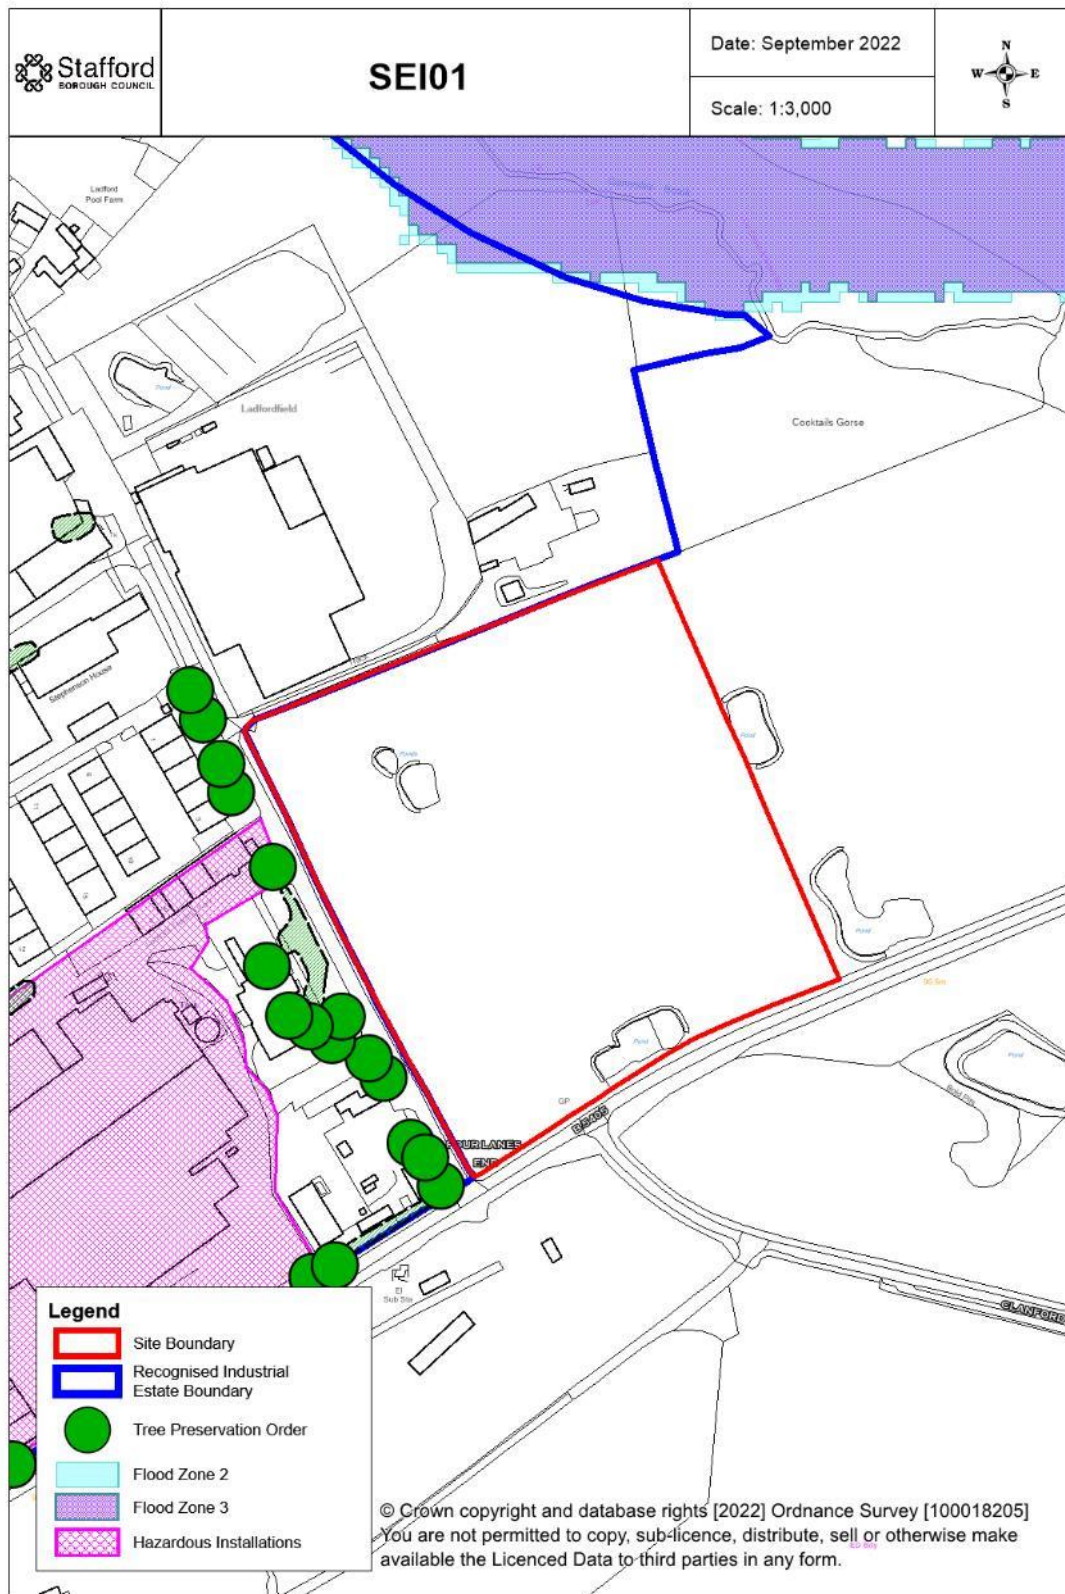 Stafford
BOROUGH COUNCIL
SEI01
Date: September 2022
Scale: 1:3,000
N
W
E
S
Ladford
Pool Farm
Pond
Ladfordfield
Cocktails Gorse
Track
Stephenson House
Ponds
Pond
Pond
Pond
Pond
GP
B 5405
FOUR LANES
END
El
Sub Sta
CLANFORD
Legend
Site Boundary
Recognised Industrial
Estate Boundary
Tree Preservation Order
Flood Zone 2
Flood Zone 3
Hazardous Installations
© Crown copyright and database rights [2022] Ordnance Survey [100018205]
You are not permitted to copy, sub-licence, distribute, sell or otherwise make
available the Licenced Data to third parties in any form.